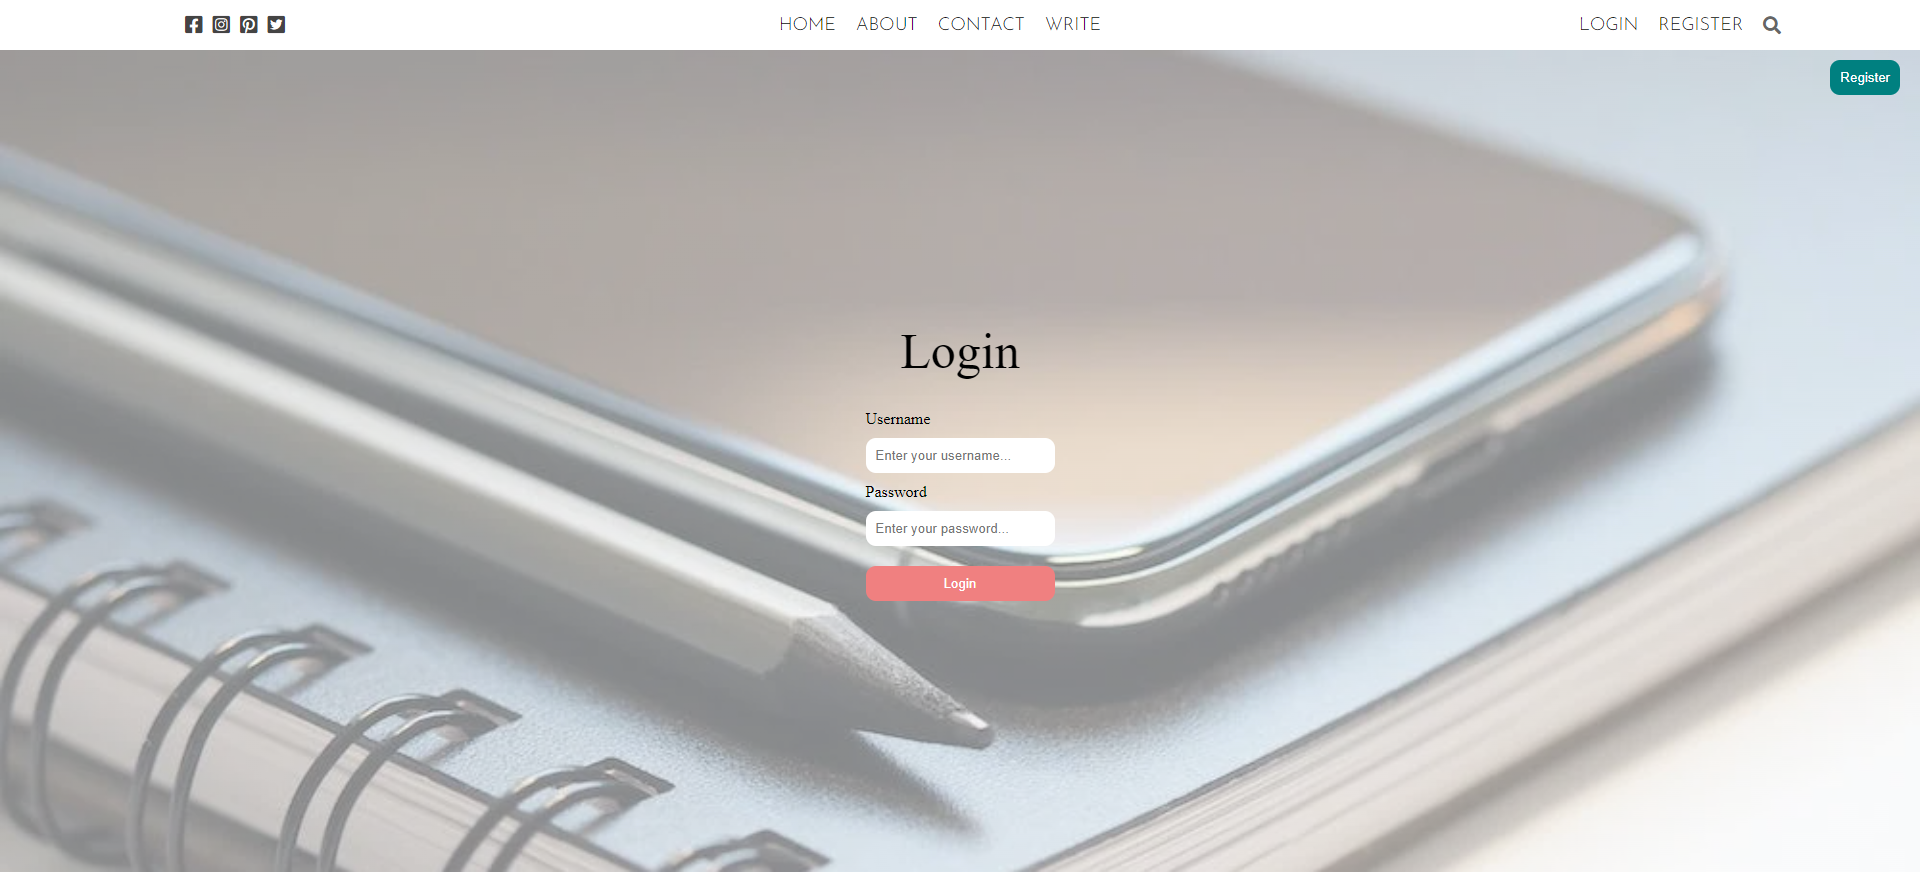 HOME ABOUT CONTACT WRITE LOGIN REGISTER
Register
Login
Username
Enter your username...
Password
Enter your password...
Login